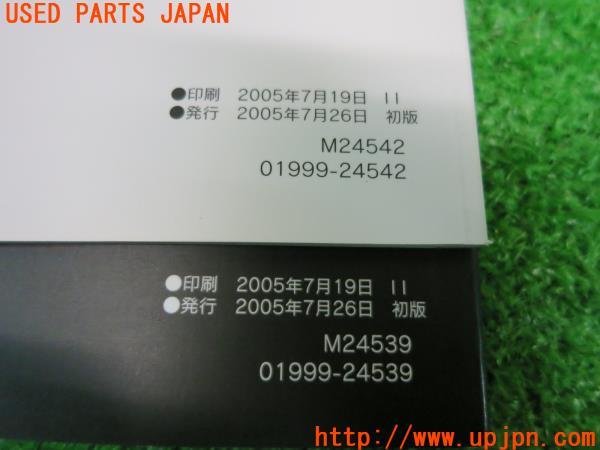 USED PARTS JAPAN
●印刷 2005年7月19日 II
●発行 2005年7月26日 初版
M24542
01999-24542
●印刷 2005年7月19日 II
●発行 2005年7月26日 初版
M24539
01999-24539
http://www.upjpn.com/